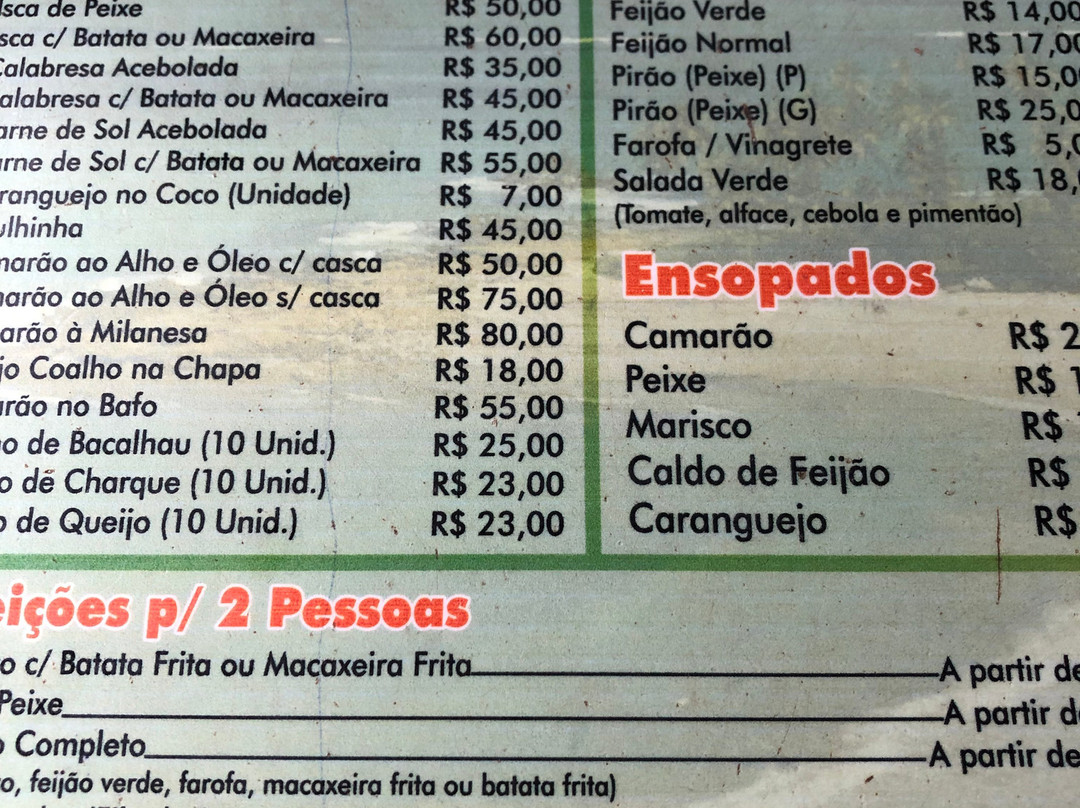 Isca de Peixe R$ 50,00
Isca c/ Batata ou Macaxeira R$ 60,00
Calabresa Acebolada R$ 35,00
Calabresa c/ Batata ou Macaxeira R$ 45,00
Carne de Sol Acebolada R$ 45,00
Carne de Sol c/ Batata ou Macaxeira R$ 55,00
ranguejo no Coco (Unidade) R$ 7,00
ulhinha R$ 45,00
marão ao Alho e Óleo c/ casca R$ 50,00
marão ao Alho e Óleo s/ casca R$ 75,00
arão à Milanesa R$ 80,00
jo Coalho na Chapa R$ 18,00
arão no Bafo R$ 55,00
o de Bacalhau (10 Unid.) R$ 25,00
o de Charque (10 Unid.) R$ 23,00
o de Queijo (10 Unid.) R$ 23,00
Feijão Verde R$ 14,00
Feijão Normal R$ 17,00
Pirão (Peixe) (P) R$ 15,0
Pirão (Peixe) (G) R$ 25,0
Farofa / Vinagrete R$ 5,0
Salada Verde R$ 18,
(Tomate, alface, cebola e pimentão)
Ensopados
Camarão R$ 2
Peixe R$ 1
Marisco R$
Caldo de Feijão R$
Caranguejo R$
eições p/ 2 Pessoas
o c/ Batata Frita ou Macaxeira Frita A partir de
Peixe A partir de
o Completo A partir de
o, feijão verde, farofa, macaxeira frita ou batata frita)